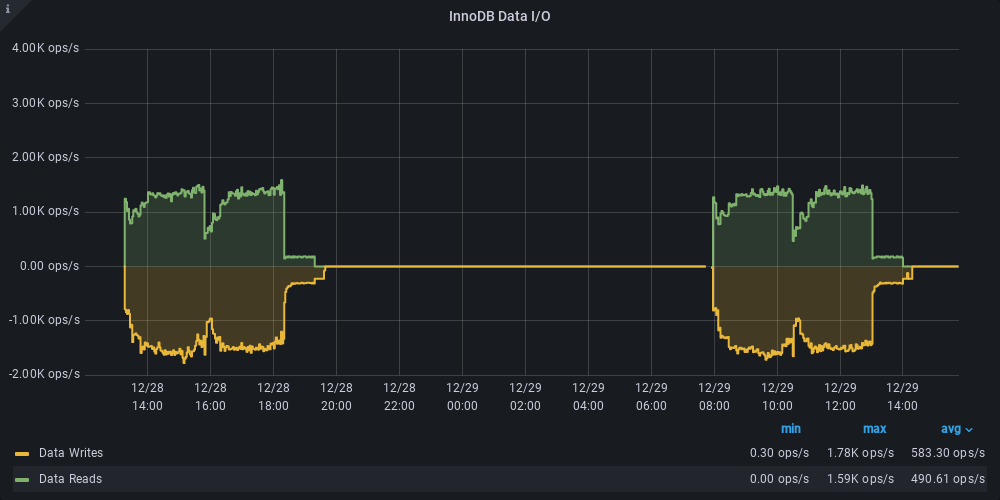 i
InnoDB Data I/O
4.00K ops/s
3.00K ops/s
2.00K ops/s
1.00K ops/s
0.00 ops/s
-1.00K ops/s
-2.00K ops/s
12/28 12/28 12/28 12/28 12/28 12/29 12/29 12/29 12/29 12/29 12/29 12/29 12/29
14:00 16:00 18:00 20:00 22:00 00:00 02:00 04:00 06:00 08:00 10:00 12:00 14:00
min max avg
Data Writes 0.30 ops/s 1.78K ops/s 583.30 ops/s
Data Reads 0.00 ops/s 1.59K ops/s 490.61 ops/s